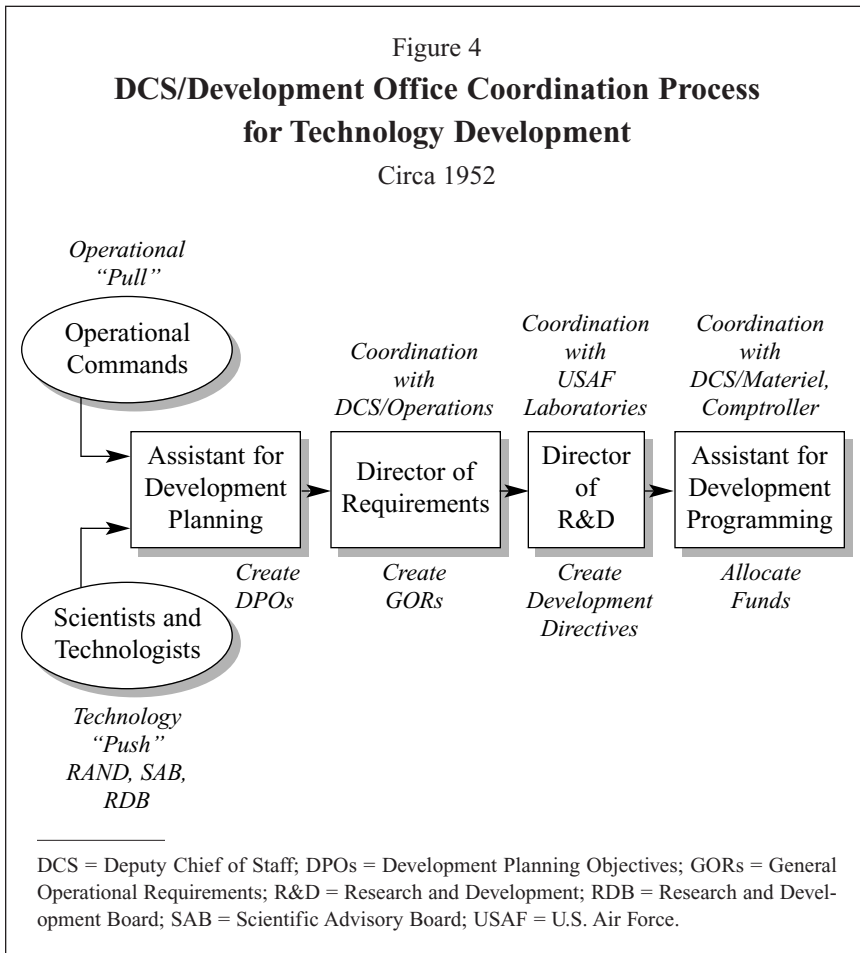 Figure 4
DCS/Development Office Coordination Process
for Technology Development
Circa 1952
Operational
“Pull”
Operational
Commands
Coordination
with
DCS/Operations
Coordination
with
USAF
Laboratories
Coordination
with
DCS/Materiel,
Comptroller
Assistant for
Development
Planning
Director of
Requirements
Director
of
R&D
Assistant for
Development
Programming
Create
DPOs
Create
GORs
Create
Development
Directives
Allocate
Funds
Scientists and
Technologists
Technology
“Push”
RAND, SAB,
RDB
DCS = Deputy Chief of Staff; DPOs = Development Planning Objectives; GORs = General
Operational Requirements; R&D = Research and Development; RDB = Research and Devel-
opment Board; SAB = Scientific Advisory Board; USAF = U.S. Air Force.